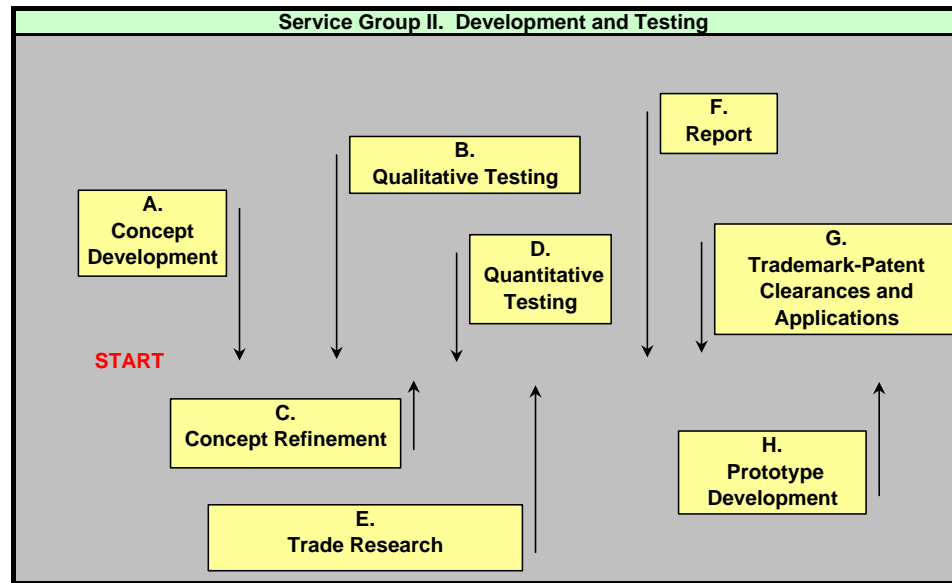 Service Group II.  Development and Testing
F.
Report
B.
Qualitative Testing
A.
Concept
Development
G.
Trademark-Patent
Clearances and
Applications
D.
Quantitative
Testing
START
C.
Concept Refinement
H.
Prototype
Development
E.
Trade Research